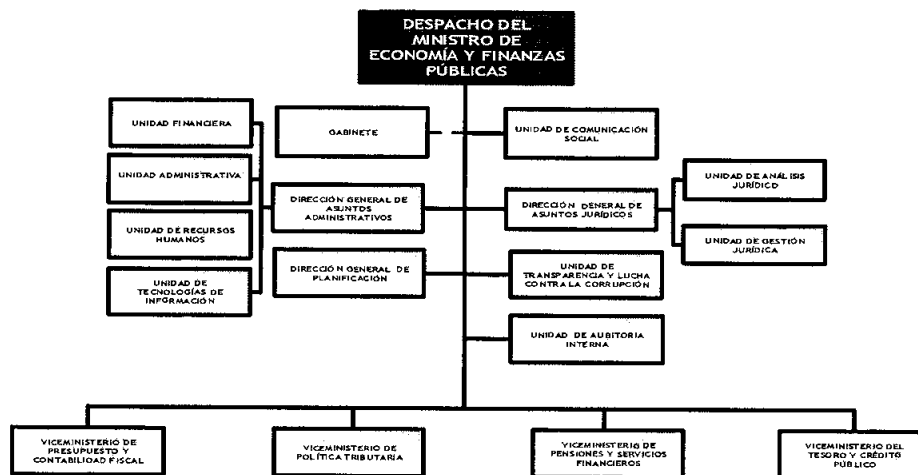 DESPACHO DEL
MINISTRO DE
ECONOMÍA Y FINANZAS
PÚBLICAS
UNIDAD FINANCIERA
GABINETE
UNIDAD DE COMUNICACIÓN
SOCIAL
UNIDAD ADMINISTRATIVA
UNIDAD DE ANÁLISIS
JURÍDICO
DIRECCIÓN GENERAL DE
ASUNTOS
ADMINISTRATIVOS
DIRECCIÓN GENERAL DE
ASUNTOS JURÍDICOS
UNIDAD DE RECURSOS
HUMANOS
UNIDAD DE GESTIÓN
JURÍDICA
DIRECCIÓN GENERAL DE
PLANIFICACIÓN
UNIDAD DE
TRANSPARENCIA Y LUCHA
CONTRA LA CORRUPCIÓN
UNIDAD DE
TECNOLOGÍAS DE
INFORMACIÓN
UNIDAD DE AUDITORIA
INTERNA
VICEMINISTERIO DE
PRESUPUESTO Y
CONTABILIDAD FISCAL
VICEMINISTERIO DE
POLÍTICA TRIBUTARIA
VICEMINISTERIO DE
PENSIONES Y SERVICIOS
FINANCIEROS
VICEMINISTERIO DEL
TESORO Y CRÉDITO
PÚBLICO